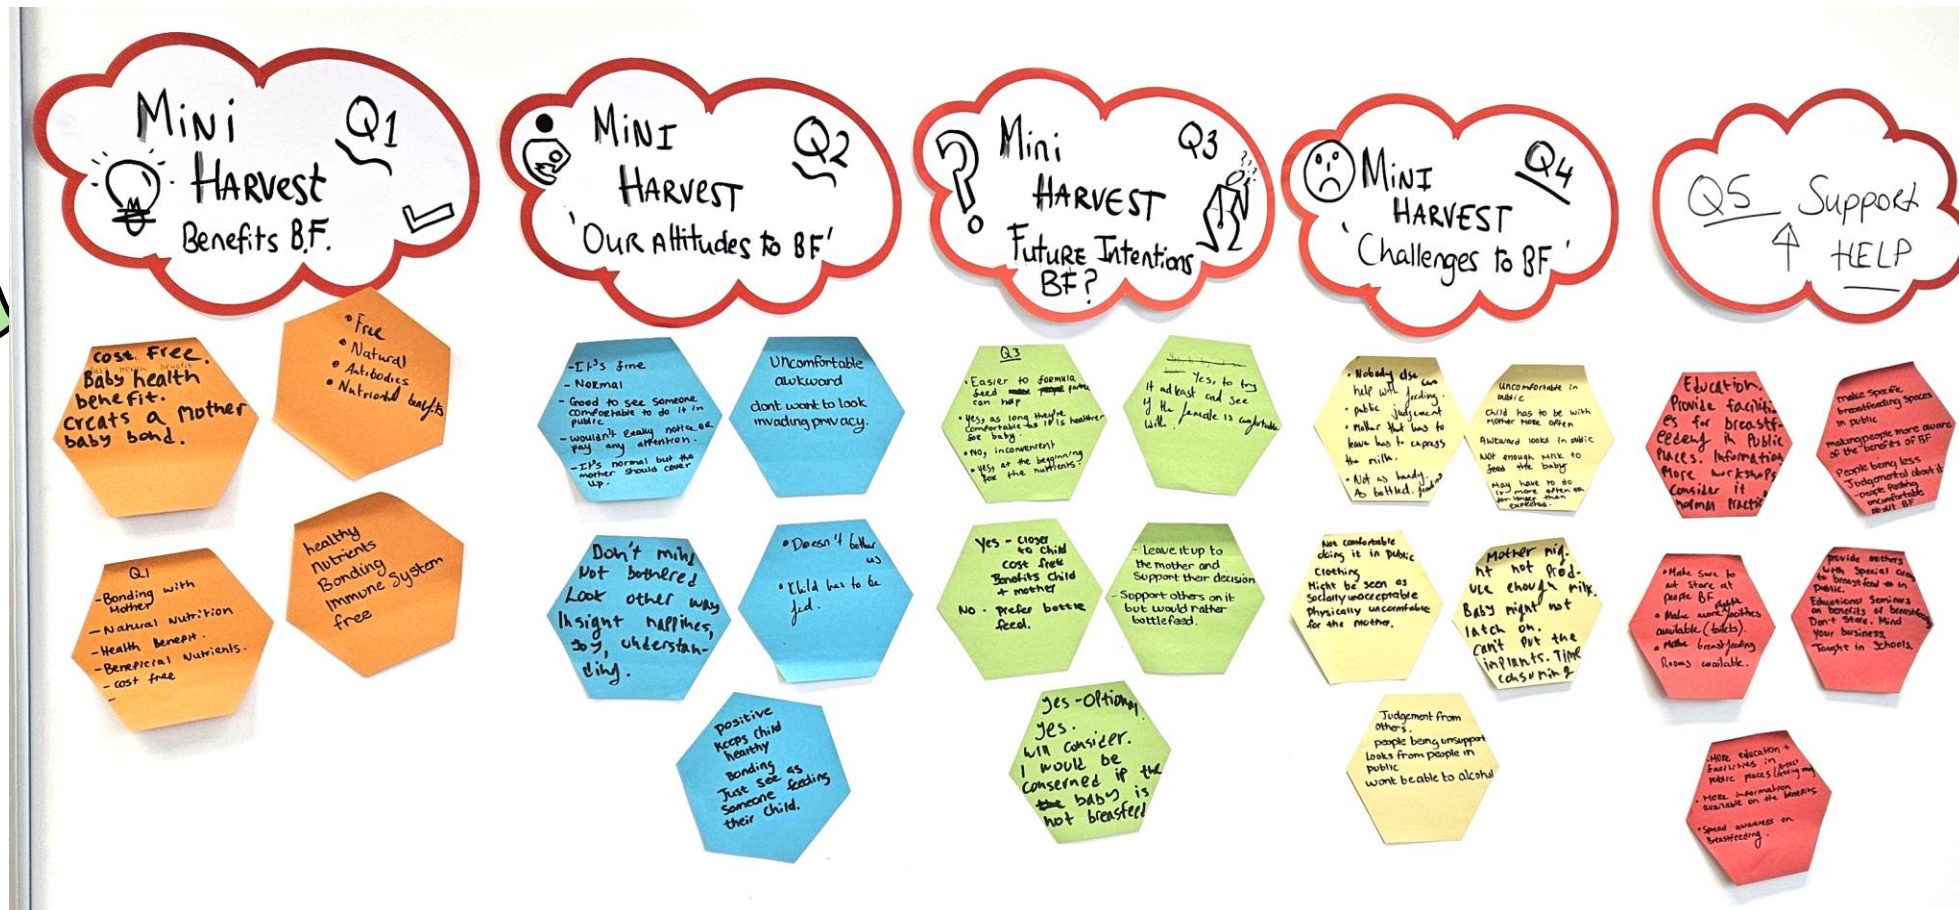 Mini
Q1
HARVEST
Benefits B.F.
cost free.
Baby health
benefit.
creats a mother
baby bond.
• Free
• Natural
• Antibodies
• Nutrional benefits
Q1
- Bonding with
Mother
- Natural Nutrition
- Health Benefit.
- Beneficial Nutrients.
- cost free
-
healthy
nutrients
Bonding
Immune System
free
MiNI
Q2
HARVEST
'OUR Attitudes to BF'
- It's fine
- Normal
- Good to see someone
comfortable to do it in
public
- wouldn't really notice or
pay any attention.
- It's normal but the
mother should cover
up.
Uncomfortable
awkward
dont want to look
invading privacy.
Don't mind
Not bothered
Look other way
Insight happines,
joy, understan-
ding.
• Doesn't bother
us
• Child has to be
fed.
positive
Keeps child
healthy
Bonding
Just see as
someone feeding
their child.
Mini
Q3
HARVEST
Future Intentions
BF?
Q3
• Easier to formula
feed
can help
• Yes, as long they're
comfortable as it is healthier
for baby
• No, inconvenient
• Yes, at the beggining
for the nutrients.
Yes, to try
it adleast and see
if the female is comfortable
with.
Yes - closer
to child
cost free
Benefits child
+ mother
No - prefer bottle
feed.
- Leave it up to
the mother and
Support their decision
- Support others on it
but would rather
bottlefeed.
yes - Optional
yes.
will consider.
I would be
conserned if the
baby is
not breastfeed
MiNI
Q4
HARVEST
'Challenges to BF'
• Nobody else can
help with feeding.
• public judgement
• Mother that has to
leave has to express
the milk.
• Not as handy.
As bottled. feeding
uncomfortable in
public
Child has to be with
Mother more often
Awkward looks in public
Not enough milk to
feed the baby
May have to do
it more often or
for longer than
expected.
Not comfortable
doing it in public
Clothing
Might be seen as
Socially unacceptable
Physically uncomfortable
for the mother.
Mother mig-
ht not prod-
uce enough milk.
Baby might not
latch on.
can't put the
inplants. Time
consuming
Judgement from
others.
people being unsupport
Looks from people in
public
wont be able to alcohol
Q5 Support
↑ HELP
Education.
Provide faciliti-
es for breastf-
eedeng in Public
Places. Information
More workshops
consider it
normal Practic
make specific
breastfeeding spaces
in public
making people more aware
of the benefits of BF
People being less
Judgemental about it
- people feeling
uncomfortable
about BF
• Make sure to
not stare at
people BF
• Make more
available (toilets).
• Make breastfeeding
Rooms available.
provide mothers
with special areas
to breastfeed in
public.
Educational Seminars
on benefits of breastfeeding
Don't stare. Mind
your business
Taught in Schools.
• More education +
facilities in
public places
• More information
available on the benefits
• Spread awareness on
Breastfeeding.